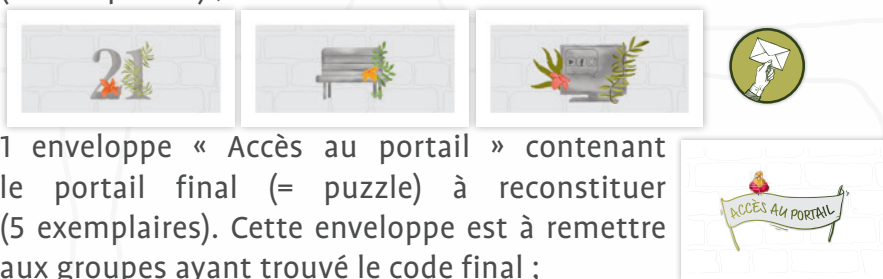 21
1 enveloppe « Accès au portail » contenant
le portail final (= puzzle) à reconstituer
(5 exemplaires). Cette enveloppe est à remettre
aux groupes ayant trouvé le code final ;
ACCÈS AU PORTAIL